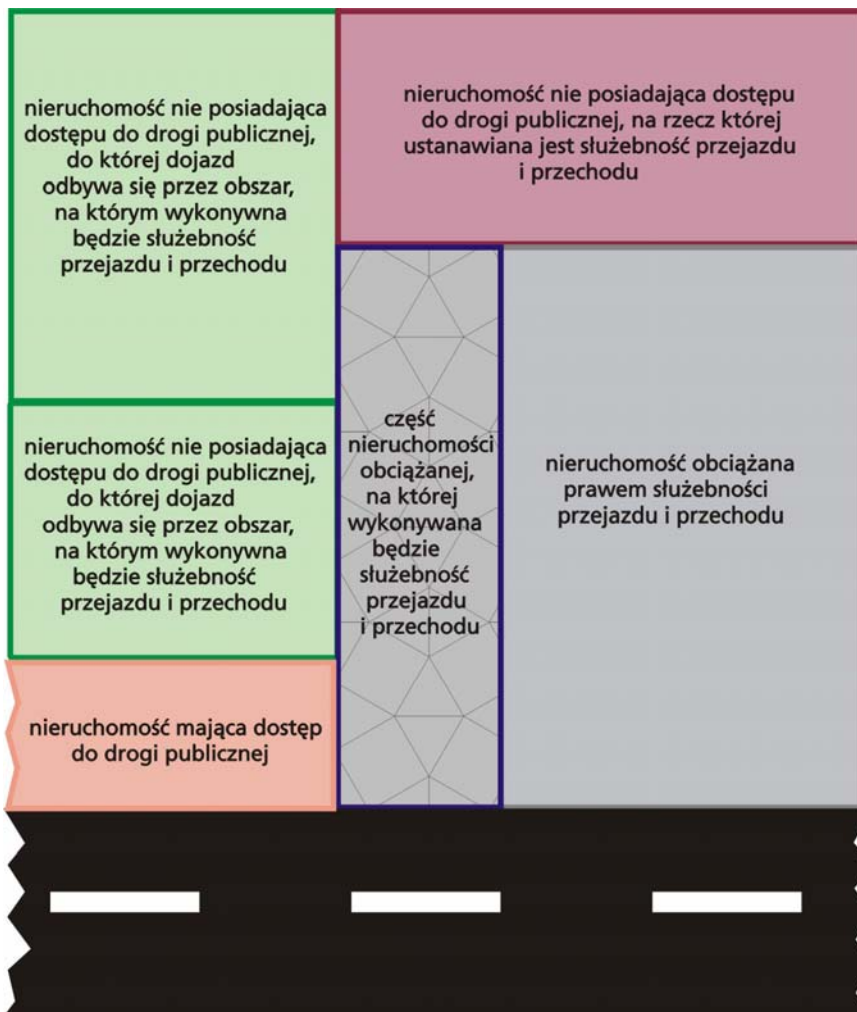 nieruchomość nie posiadająca
dostępu do drogi publicznej,
do której dojazd
odbywa się przez obszar,
na którym wykonywna
będzie służebność
przejazdu i przechodu
nieruchomość nie posiadająca dostępu
do drogi publicznej, na rzecz której
ustanawiana jest służebność przejazdu
i przechodu
nieruchomość nie posiadająca
dostępu do drogi publicznej,
do której dojazd
odbywa się przez obszar,
na którym wykonywna
będzie służebność
przejazdu i przechodu
część
nieruchomości
obciążanej,
na której
wykonywana
będzie
służebność
przejazdu
i przechodu
nieruchomość obciążana
prawem służebności
przejazdu i przechodu
nieruchomość mająca dostęp
do drogi publicznej